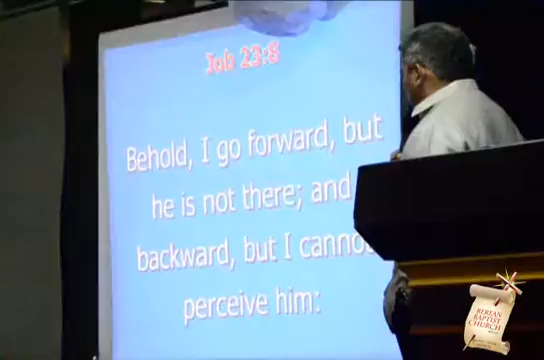 Job 23:8
Behold, I go forward, but
he is not there; and
backward, but I cannot
perceive him:
BEREAN
BAPTIST
CHURCH